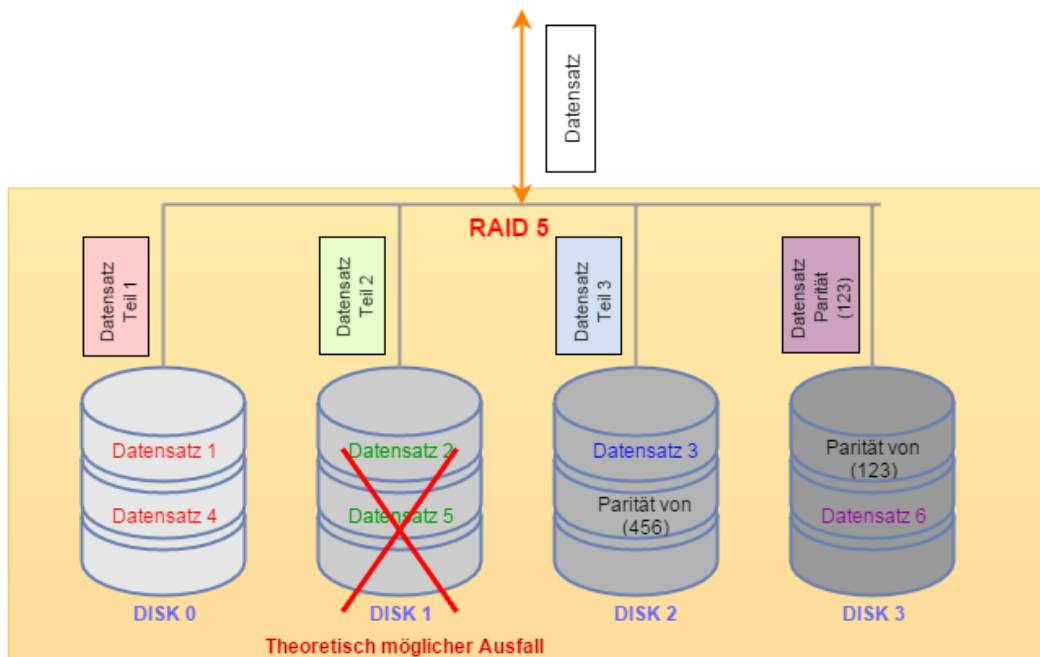 Datensatz
RAID 5
Datensatz
Teil 1
Datensatz
Teil 2
Datensatz
Teil 3
Datensatz
Parität
(123)
Datensatz 1
Datensatz 4
DISK 0
Datensatz 2
Datensatz 5
DISK 1
Datensatz 3
Parität von
(456)
DISK 2
Parität von
(123)
Datensatz 6
DISK 3
Theoretisch möglicher Ausfall